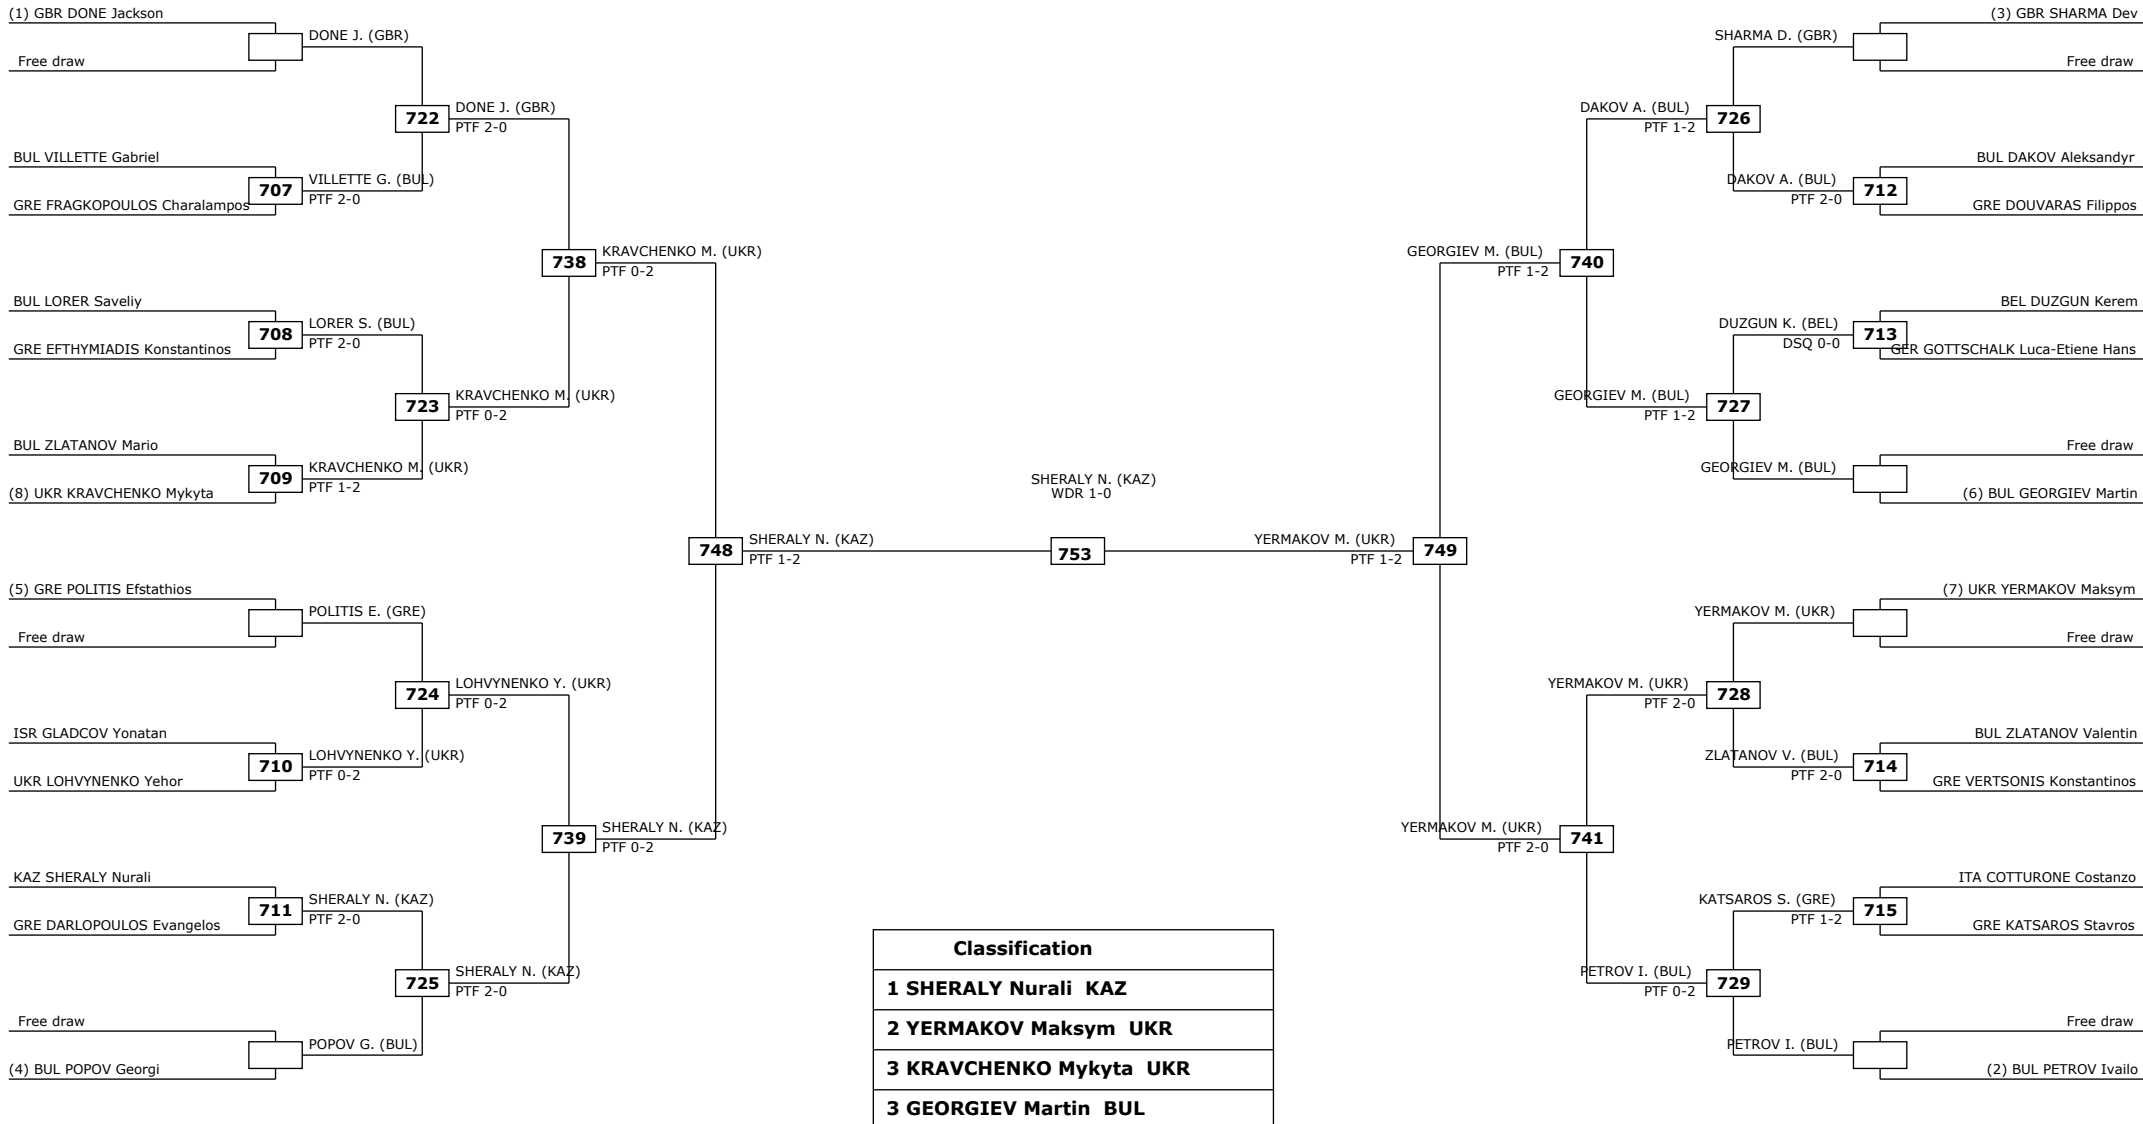 (1) GBR DONE Jackson
DONE J. (GBR)
Free draw
722
DONE J. (GBR)
PTF 2-0
BUL VILLETTE Gabriel
707
VILLETTE G. (BUL)
PTF 2-0
GRE FRAGKOPOULOS Charalampos
738
KRAVCHENKO M. (UKR)
PTF 0-2
BUL LORER Saveliy
708
LORER S. (BUL)
PTF 2-0
GRE EFTHYMIADIS Konstantinos
723
KRAVCHENKO M. (UKR)
PTF 0-2
BUL ZLATANOV Mario
709
KRAVCHENKO M. (UKR)
PTF 1-2
(8) UKR KRAVCHENKO Mykyta
748
SHERALY N. (KAZ)
PTF 1-2
(5) GRE POLITIS Efstathios
POLITIS E. (GRE)
Free draw
724
LOHVYNENKO Y. (UKR)
PTF 0-2
ISR GLADCOV Yonatan
710
LOHVYNENKO Y. (UKR)
PTF 0-2
UKR LOHVYNENKO Yehor
739
SHERALY N. (KAZ)
PTF 0-2
KAZ SHERALY Nurali
711
SHERALY N. (KAZ)
PTF 2-0
GRE DARLOPOULOS Evangelos
725
SHERALY N. (KAZ)
PTF 2-0
Free draw
POPOV G. (BUL)
(4) BUL POPOV Georgi
SHERALY N. (KAZ)
WDR 1-0
753
(3) GBR SHARMA Dev
SHARMA D. (GBR)
Free draw
DAKOV A. (BUL)
PTF 1-2
726
BUL DAKOV Aleksandyr
DAKOV A. (BUL)
PTF 2-0
712
GRE DOUVARAS Filippos
GEORGIEV M. (BUL)
PTF 1-2
740
BEL DUZGUN Kerem
DUZGUN K. (BEL)
DSQ 0-0
713
GER GOTTSCHALK Luca-Etiene Hans
GEORGIEV M. (BUL)
PTF 1-2
727
Free draw
GEORGIEV M. (BUL)
(6) BUL GEORGIEV Martin
YERMAKOV M. (UKR)
PTF 1-2
749
(7) UKR YERMAKOV Maksym
YERMAKOV M. (UKR)
Free draw
YERMAKOV M. (UKR)
PTF 2-0
728
BUL ZLATANOV Valentin
ZLATANOV V. (BUL)
PTF 2-0
714
GRE VERTSONIS Konstantinos
YERMAKOV M. (UKR)
PTF 2-0
741
ITA COTTURONE Costanzo
KATSAROS S. (GRE)
PTF 1-2
715
GRE KATSAROS Stavros
PETROV I. (BUL)
PTF 0-2
729
Free draw
PETROV I. (BUL)
(2) BUL PETROV Ivailo
Classification
1 SHERALY Nurali KAZ
2 YERMAKOV Maksym UKR
3 KRAVCHENKO Mykyta UKR
3 GEORGIEV Martin BUL